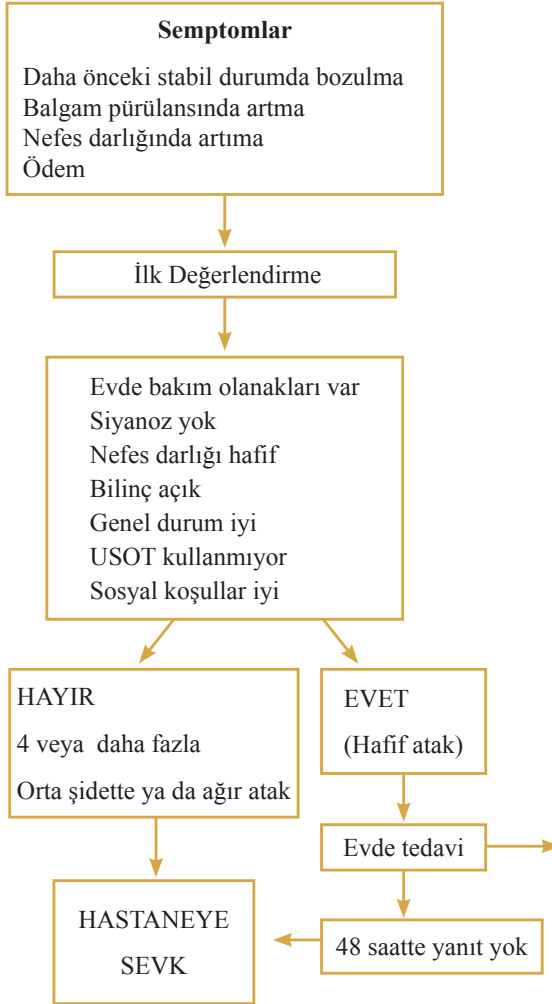 Semptomlar
Daha önceki stabil durumda bozulma
Balgam pürülansında artma
Nefes darlığında artıma
Ödem
İlk Değerlendirme
Evde bakım olanakları var
Siyanoz yok
Nefes darlığı hafif
Bilinç açık
Genel durum iyi
USOT kullanmıyor
Sosyal koşullar iyi
HAYIR
4 veya daha fazla
Orta şidette ya da ağır atak
EVET
(Hafif atak)
Evde tedavi
48 saatte yanıt yok
HASTANEYE
SEVK